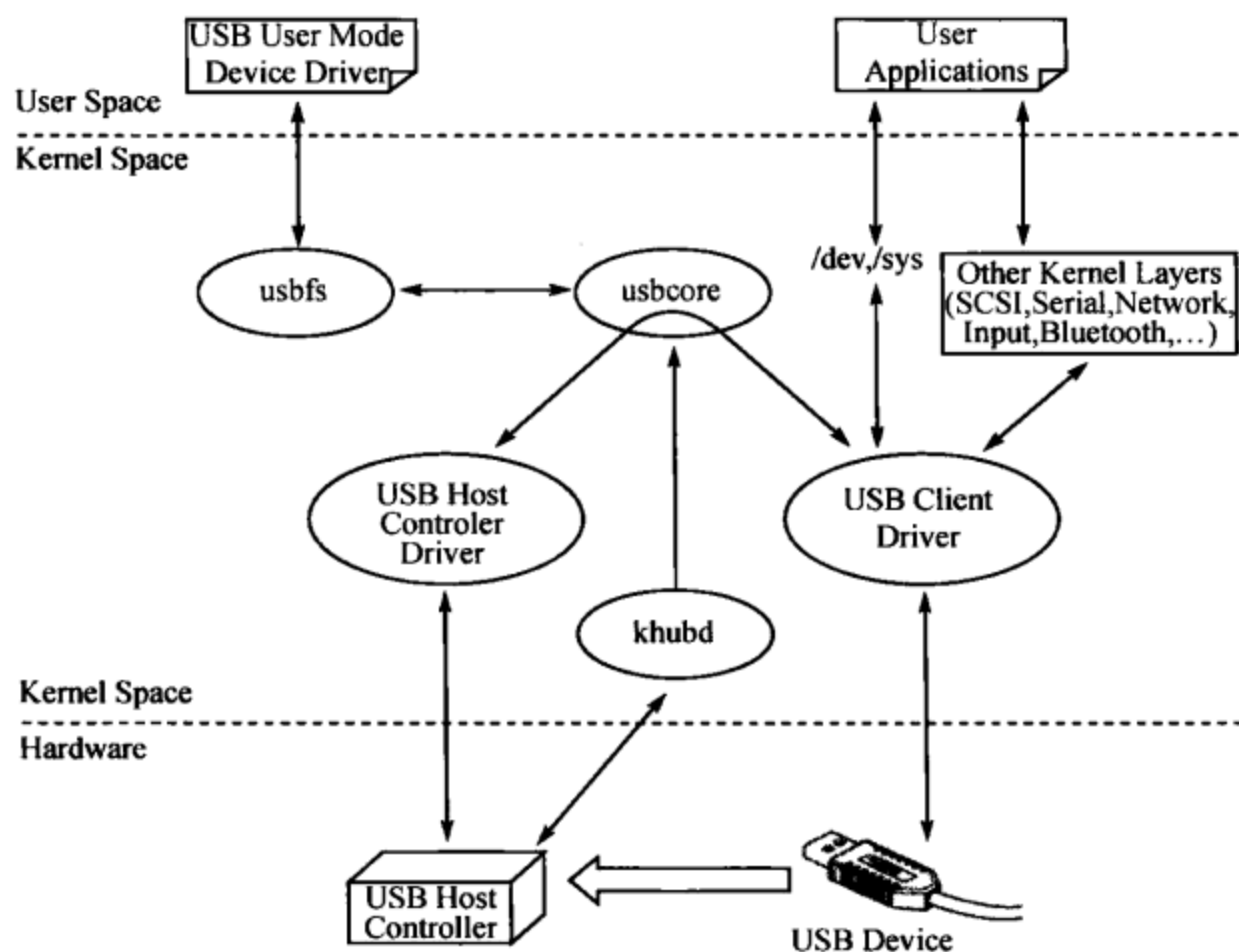 USB User Mode
Device Driver
User
Applications
User Space
Kernel Space
usbfs
usbcore
/dev,/sys
Other Kernel Layers
(SCSI,Serial,Network,
Input,Bluetooth,…)
USB Host
Controler
Driver
USB Client
Driver
khubd
Kernel Space
Hardware
USB Host
Controller
USB Device